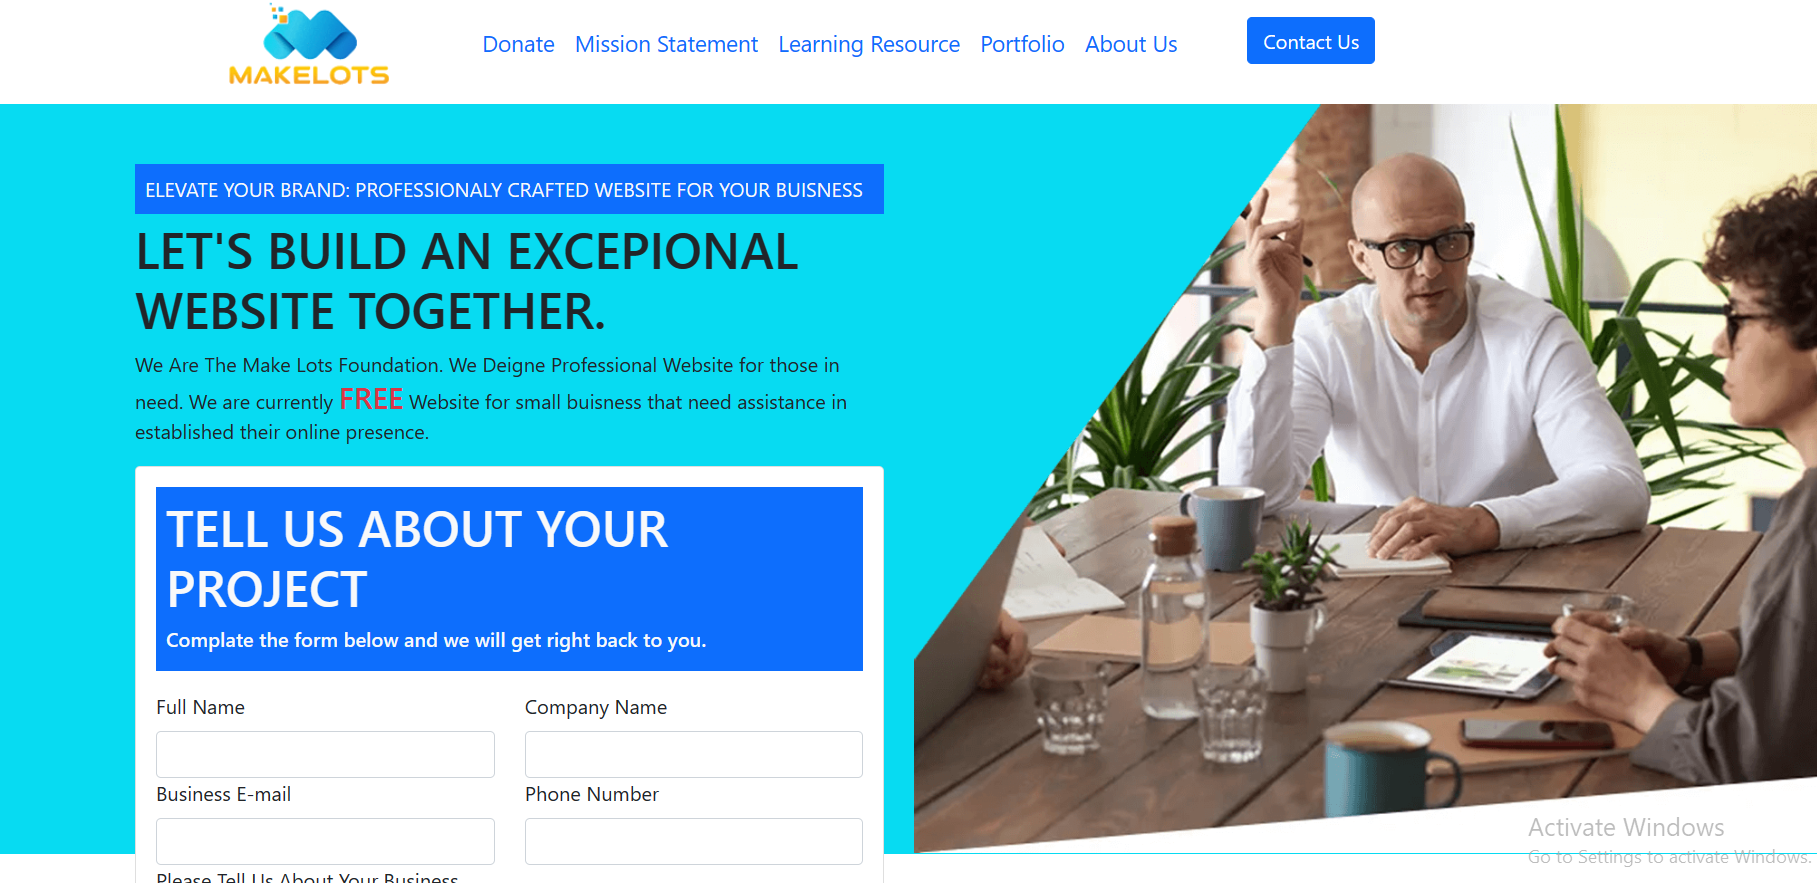 MAKELOTS
Donate Mission Statement Learning Resource Portfolio About Us Contact Us
ELEVATE YOUR BRAND: PROFESSIONALY CRAFTED WEBSITE FOR YOUR BUISNESS
LET'S BUILD AN EXCEPIONAL
WEBSITE TOGETHER.
We Are The Make Lots Foundation. We Deigne Professional Website for those in
need. We are currently FREE Website for small buisness that need assistance in
established their online presence.
TELL US ABOUT YOUR
PROJECT
Complate the form below and we will get right back to you.
Full Name Company Name
Business E-mail Phone Number
Please Tell Us About Your Business
Activate Windows
Go to Settings to activate Windows.